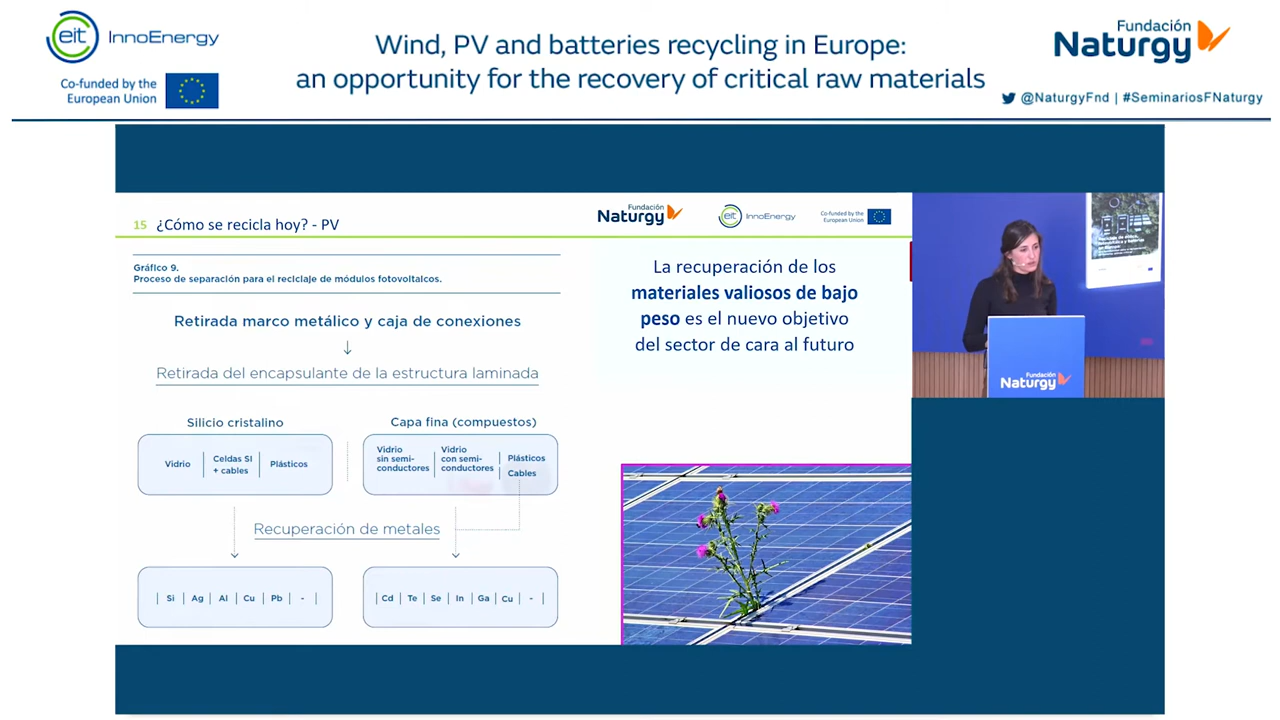 eit InnoEnergy
Co-funded by the
European Union
Wind, PV and batteries recycling in Europe:
an opportunity for the recovery of critical raw materials
Fundación
Naturgy
@NaturgyFnd | #SeminariosFNaturgy
15 ¿Cómo se recicla hoy? - PV
Fundación
Naturgy
eit InnoEnergy
Co-funded by the
European Union
Gráfico 9.
Proceso de separación para el reciclaje de módulos fotovoltaicos.
Retirada marco metálico y caja de conexiones
Retirada del encapsulante de la estructura laminada
Silicio cristalino
Vidrio
Celdas SI
+ cables
Plásticos
Capa fina (compuestos)
Vidrio
sin semi-
conductores
Vidrio
con semi-
conductores
Plásticos
Cables
Recuperación de metales
| Si | Ag | Al | Cu | Pb | - |
| Cd | Te | Se | In | Ga | Cu | - |
La recuperación de los
materiales valiosos de bajo
peso es el nuevo objetivo
del sector de cara al futuro
Fundación
Naturgy